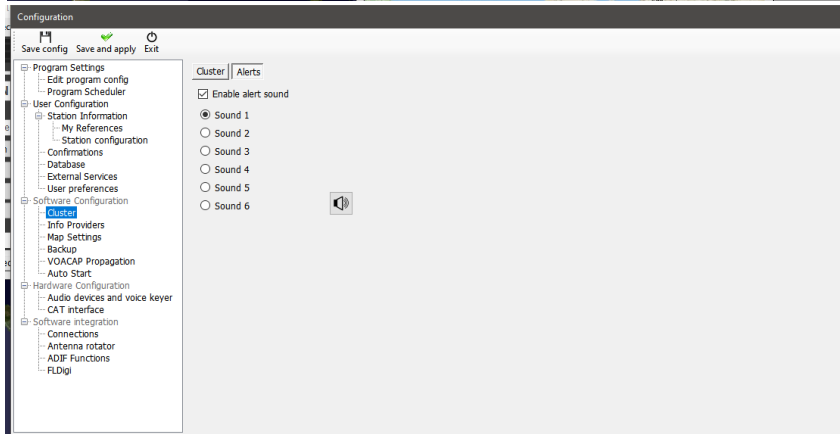 Configuration
Save config Save and apply Exit
Program Settings
Edit program config
Program Scheduler
User Configuration
Station Information
My References
Station configuration
Confirmations
Database
External Services
User preferences
Software Configuration
Cluster
Info Providers
Map Settings
Backup
VOACAP Propagation
Auto Start
Hardware Configuration
Audio devices and voice keyer
CAT interface
Software integration
Connections
Antenna rotator
ADIF Functions
FLDigi
Cluster Alerts
Enable alert sound
Sound 1
Sound 2
Sound 3
Sound 4
Sound 5
Sound 6